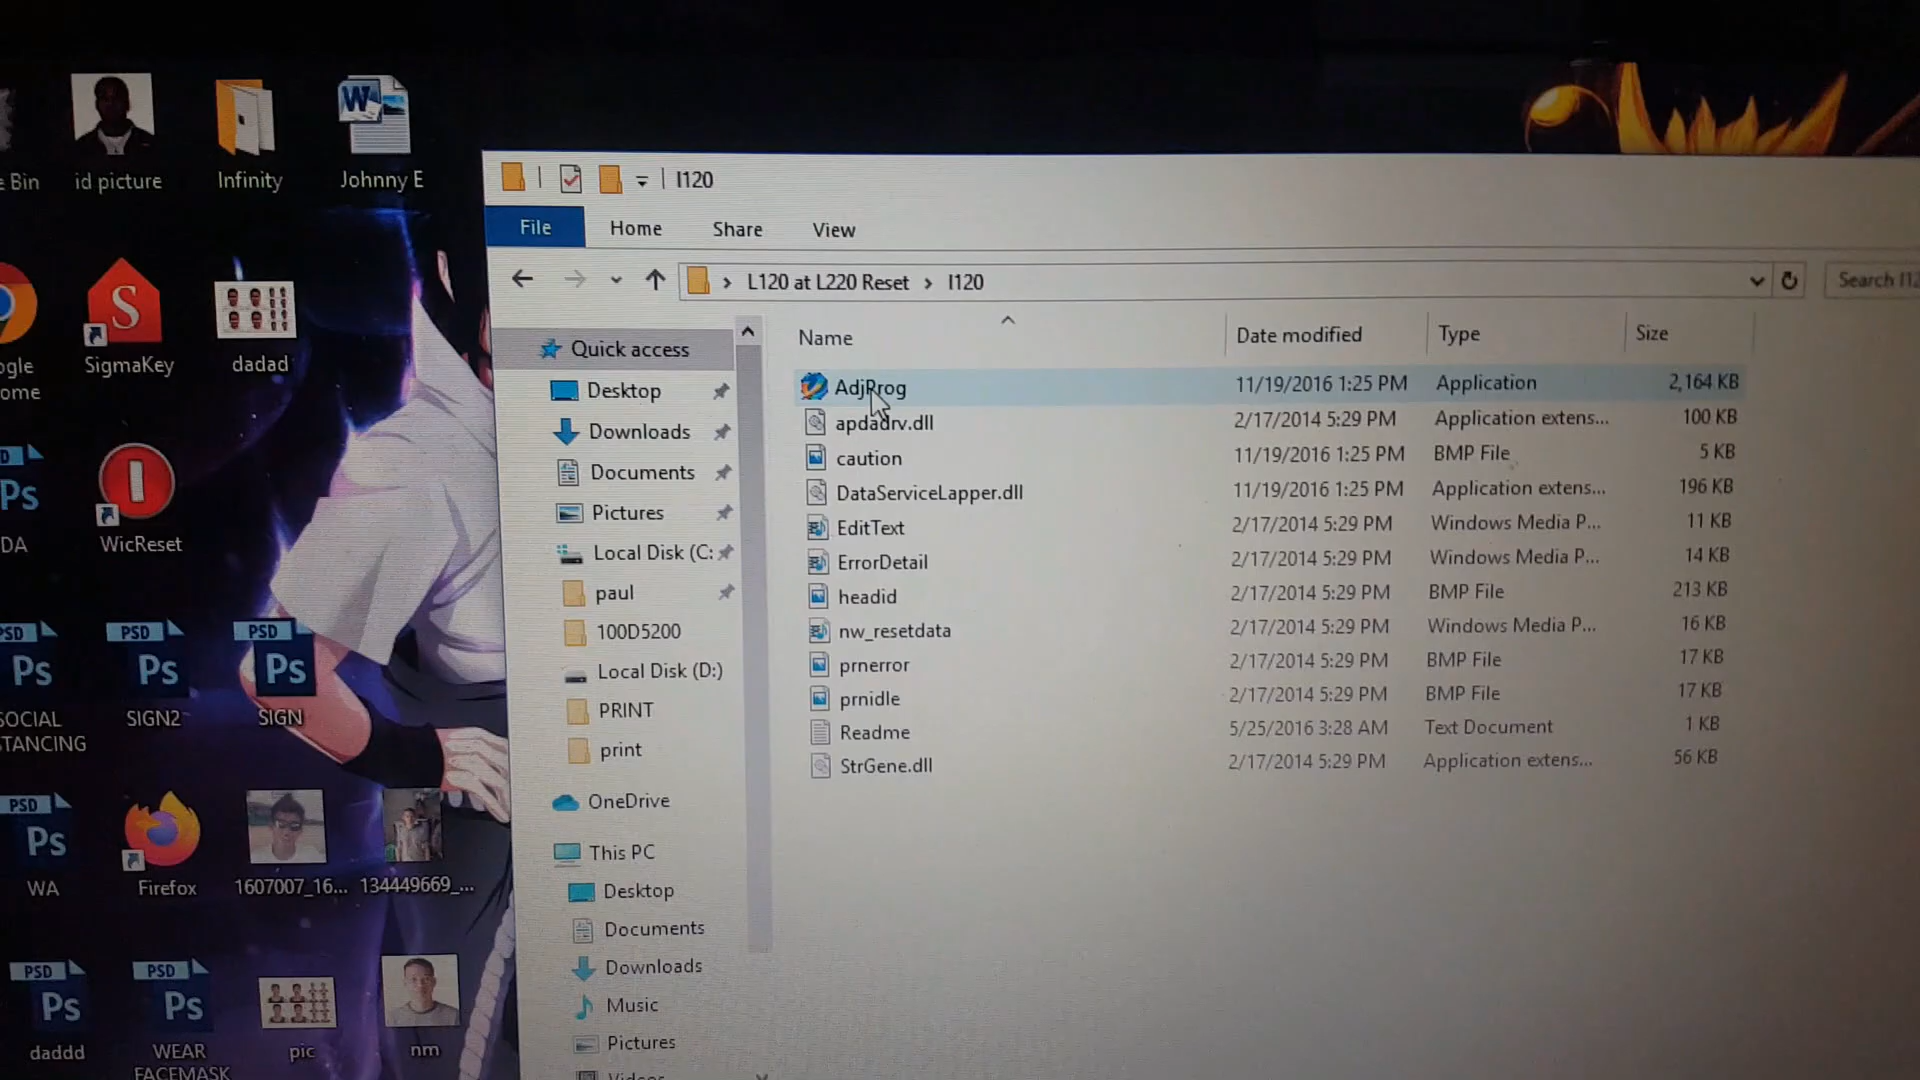 e Bin
id picture
Infinity
Johnny E
ogle
ome
SigmaKey
dadad
DA
WicReset
SOCIAL
TANCING
PSD
Ps
SIGN2
PSD
Ps
SIGN
PSD
Ps
WA
Firefox
1607007_16...
134449669_...
PSD
Ps
daddd
PSD
Ps
WEAR
FACEMASK
pic
nm
I120
File
Home
Share
View
L120 at L220 Reset
I120
Search I12
Quick access
Desktop
Downloads
Documents
Pictures
Local Disk (C:
paul
100D5200
Local Disk (D:)
PRINT
print
OneDrive
This PC
Desktop
Documents
Downloads
Music
Pictures
Videos
Name Date modified Type Size
AdjProg 11/19/2016 1:25 PM Application 2,164 KB
apdadrv.dll 2/17/2014 5:29 PM Application extens... 100 KB
caution 11/19/2016 1:25 PM BMP File 5 KB
DataServiceLapper.dll 11/19/2016 1:25 PM Application extens... 196 KB
EditText 2/17/2014 5:29 PM Windows Media P... 11 KB
ErrorDetail 2/17/2014 5:29 PM Windows Media P... 14 KB
headid 2/17/2014 5:29 PM BMP File 213 KB
nw_resetdata 2/17/2014 5:29 PM Windows Media P... 16 KB
prnerror 2/17/2014 5:29 PM BMP File 17 KB
prnidle 2/17/2014 5:29 PM BMP File 17 KB
Readme 5/25/2016 3:28 AM Text Document 1 KB
StrGene.dll 2/17/2014 5:29 PM Application extens... 56 KB